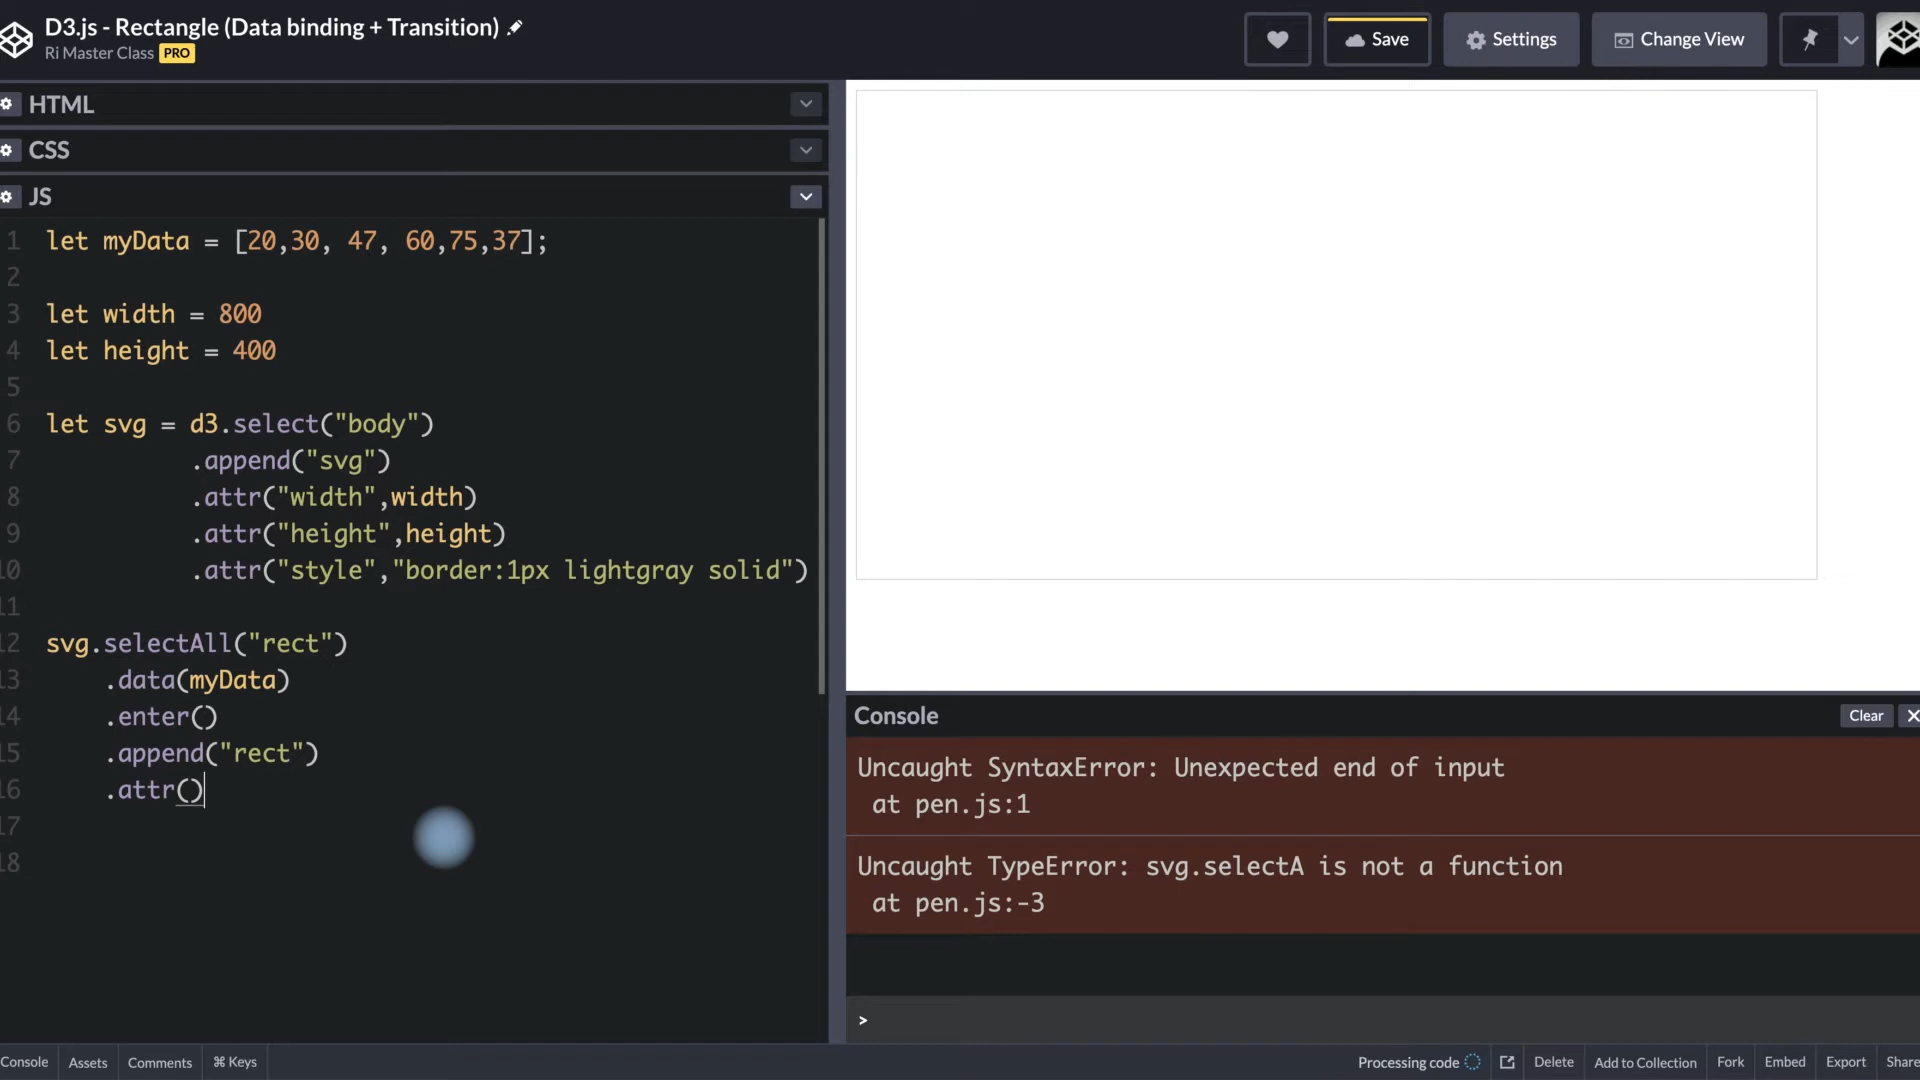 D3.js - Rectangle (Data binding + Transition)
Ri Master Class PRO
Save
Settings
Change View
HTML
CSS
JS
1 let myData = [20,30, 47, 60,75,37];
2
3 let width = 800
4 let height = 400
5
6 let svg = d3.select("body")
7 .append("svg")
8 .attr("width",width)
9 .attr("height",height)
10 .attr("style","border:1px lightgray solid")
11
12 svg.selectAll("rect")
13 .data(myData)
14 .enter()
15 .append("rect")
16 .attr()
17
18
Console
Clear
Uncaught SyntaxError: Unexpected end of input
at pen.js:1
Uncaught TypeError: svg.selectA is not a function
at pen.js:-3
>
Console Assets Comments ⌘ Keys
Processing code Delete Add to Collection Fork Embed Export Share